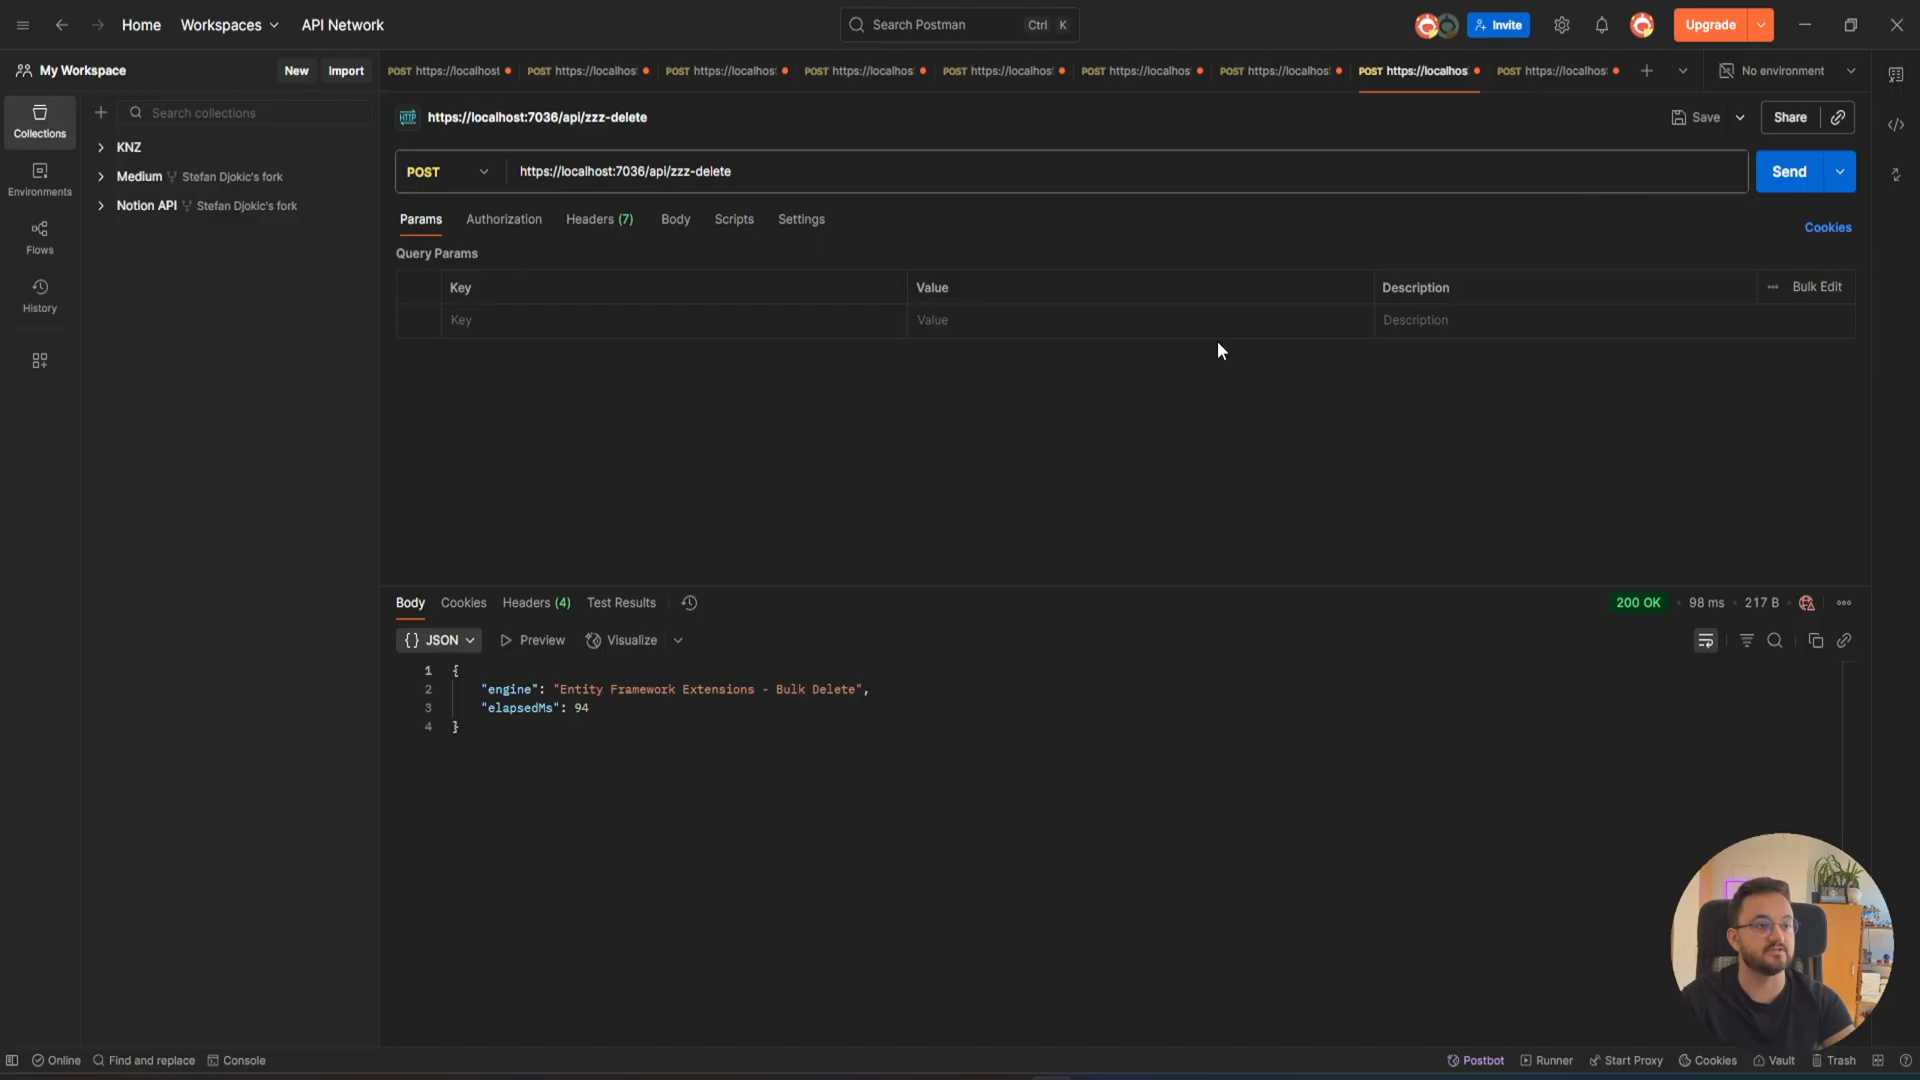 Home
Workspaces
API Network
Search Postman
Ctrl K
Invite
Upgrade
My Workspace
New
Import
POST https://localhost
POST https://localhos
POST https://localhos
POST https://localhos
POST https://localhos
POST https://localhos
POST https://localhos
POST https://localhos
POST https://localhos
No environment
Collections
Environments
Flows
History
Search collections
KNZ
Medium Stefan Djokic's fork
Notion API Stefan Djokic's fork
HTTP https://localhost:7036/api/zzz-delete
Save
Share
POST
https://localhost:7036/api/zzz-delete
Send
Params
Authorization
Headers (7)
Body
Scripts
Settings
Cookies
Query Params
Key
Value
Description
Bulk Edit
Key
Value
Description
Body
Cookies
Headers (4)
Test Results
200 OK
98 ms
217 B
{} JSON
Preview
Visualize
1 {
2 "engine": "Entity Framework Extensions - Bulk Delete",
3 "elapsedMs": 94
4 }
Online
Find and replace
Console
Postbot
Runner
Start Proxy
Cookies
Vault
Trash